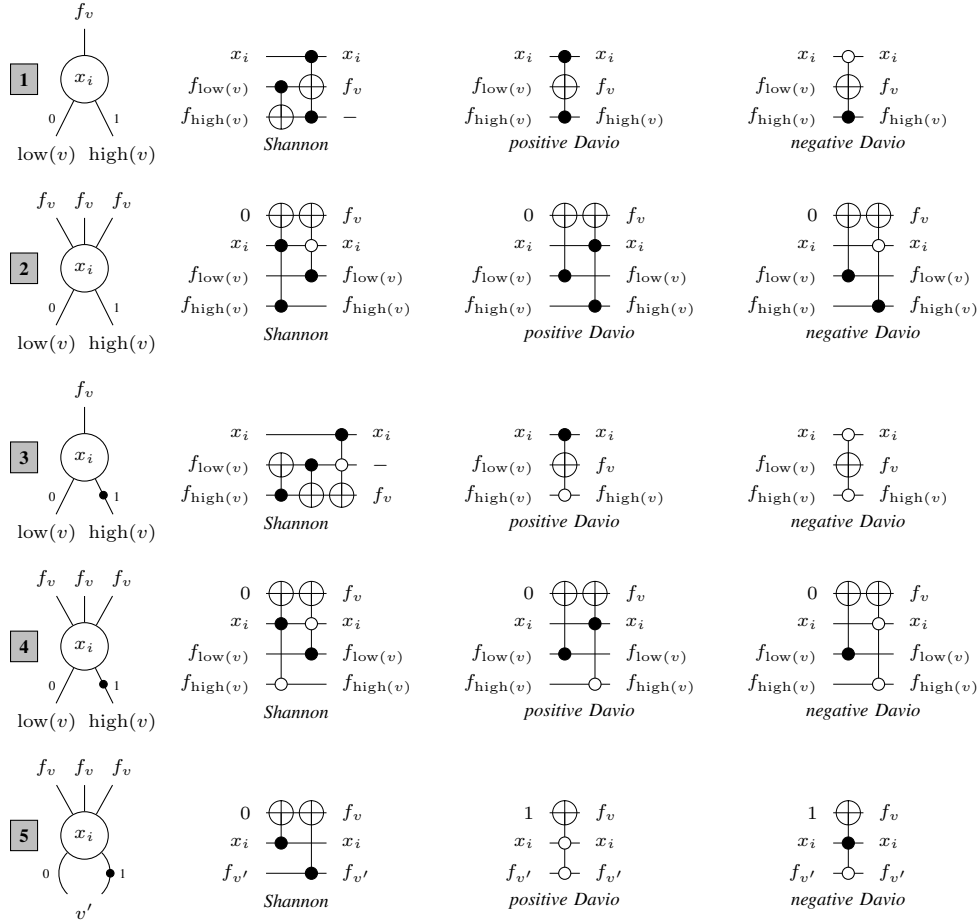 f_v
x_i
1
0 1
low(v) high(v)
x_i x_i
f_low(v) f_v
f_high(v) –
Shannon
x_i x_i
f_low(v) f_v
f_high(v) f_high(v)
positive Davio
x_i x_i
f_low(v) f_v
f_high(v) f_high(v)
negative Davio
f_v f_v f_v
x_i
2
0 1
low(v) high(v)
0 f_v
x_i x_i
f_low(v) f_low(v)
f_high(v) f_high(v)
Shannon
0 f_v
x_i x_i
f_low(v) f_low(v)
f_high(v) f_high(v)
positive Davio
0 f_v
x_i x_i
f_low(v) f_low(v)
f_high(v) f_high(v)
negative Davio
f_v
x_i
3
0 1
low(v) high(v)
x_i x_i
f_low(v) –
f_high(v) f_v
Shannon
x_i x_i
f_low(v) f_v
f_high(v) f_high(v)
positive Davio
x_i x_i
f_low(v) f_v
f_high(v) f_high(v)
negative Davio
f_v f_v f_v
x_i
4
0 1
low(v) high(v)
0 f_v
x_i x_i
f_low(v) f_low(v)
f_high(v) f_high(v)
Shannon
0 f_v
x_i x_i
f_low(v) f_low(v)
f_high(v) f_high(v)
positive Davio
0 f_v
x_i x_i
f_low(v) f_low(v)
f_high(v) f_high(v)
negative Davio
f_v f_v f_v
x_i
5
0 1
v′
0 f_v
x_i x_i
f_v′ f_v′
Shannon
1 f_v
x_i x_i
f_v′ f_v′
positive Davio
1 f_v
x_i x_i
f_v′ f_v′
negative Davio